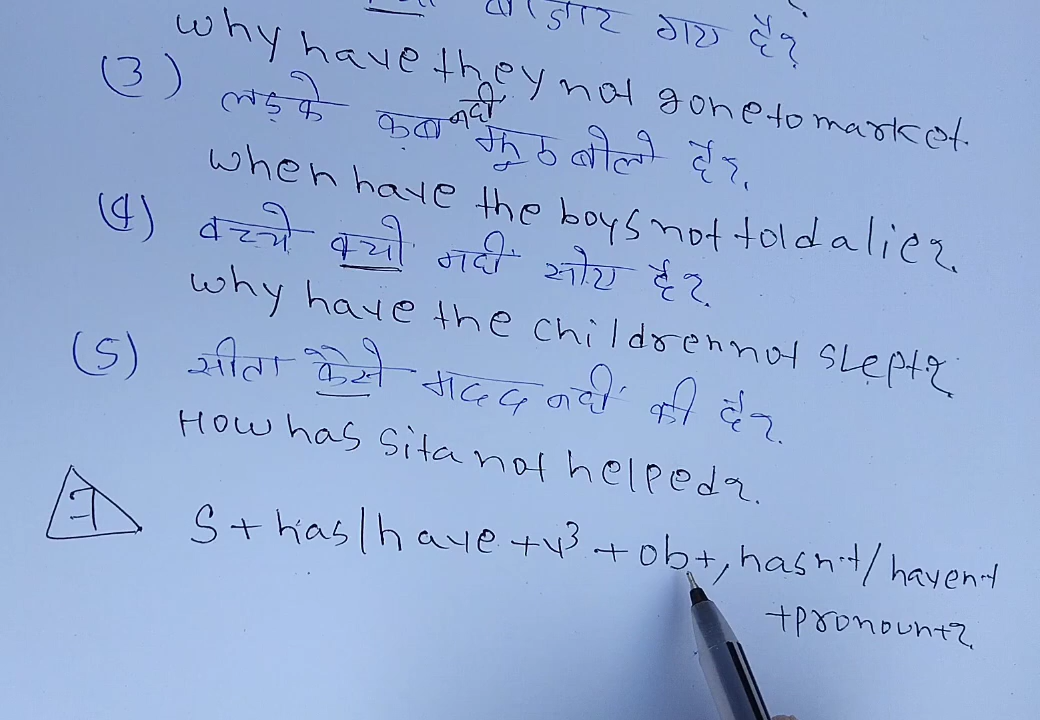 बाज़ार गए है?
why have they not gone to market.
(3) लड़के कब नही झुठ बोले है?
when have the boys not told a lie?
(4) बच्चे क्यो नही सोए है?
why have the children not slept?
(5) सीता कैसे मदद नही की है?
How has sita not helped?
S + has/have + v³ + ob+, hasn't/haven't
+pronoun+?